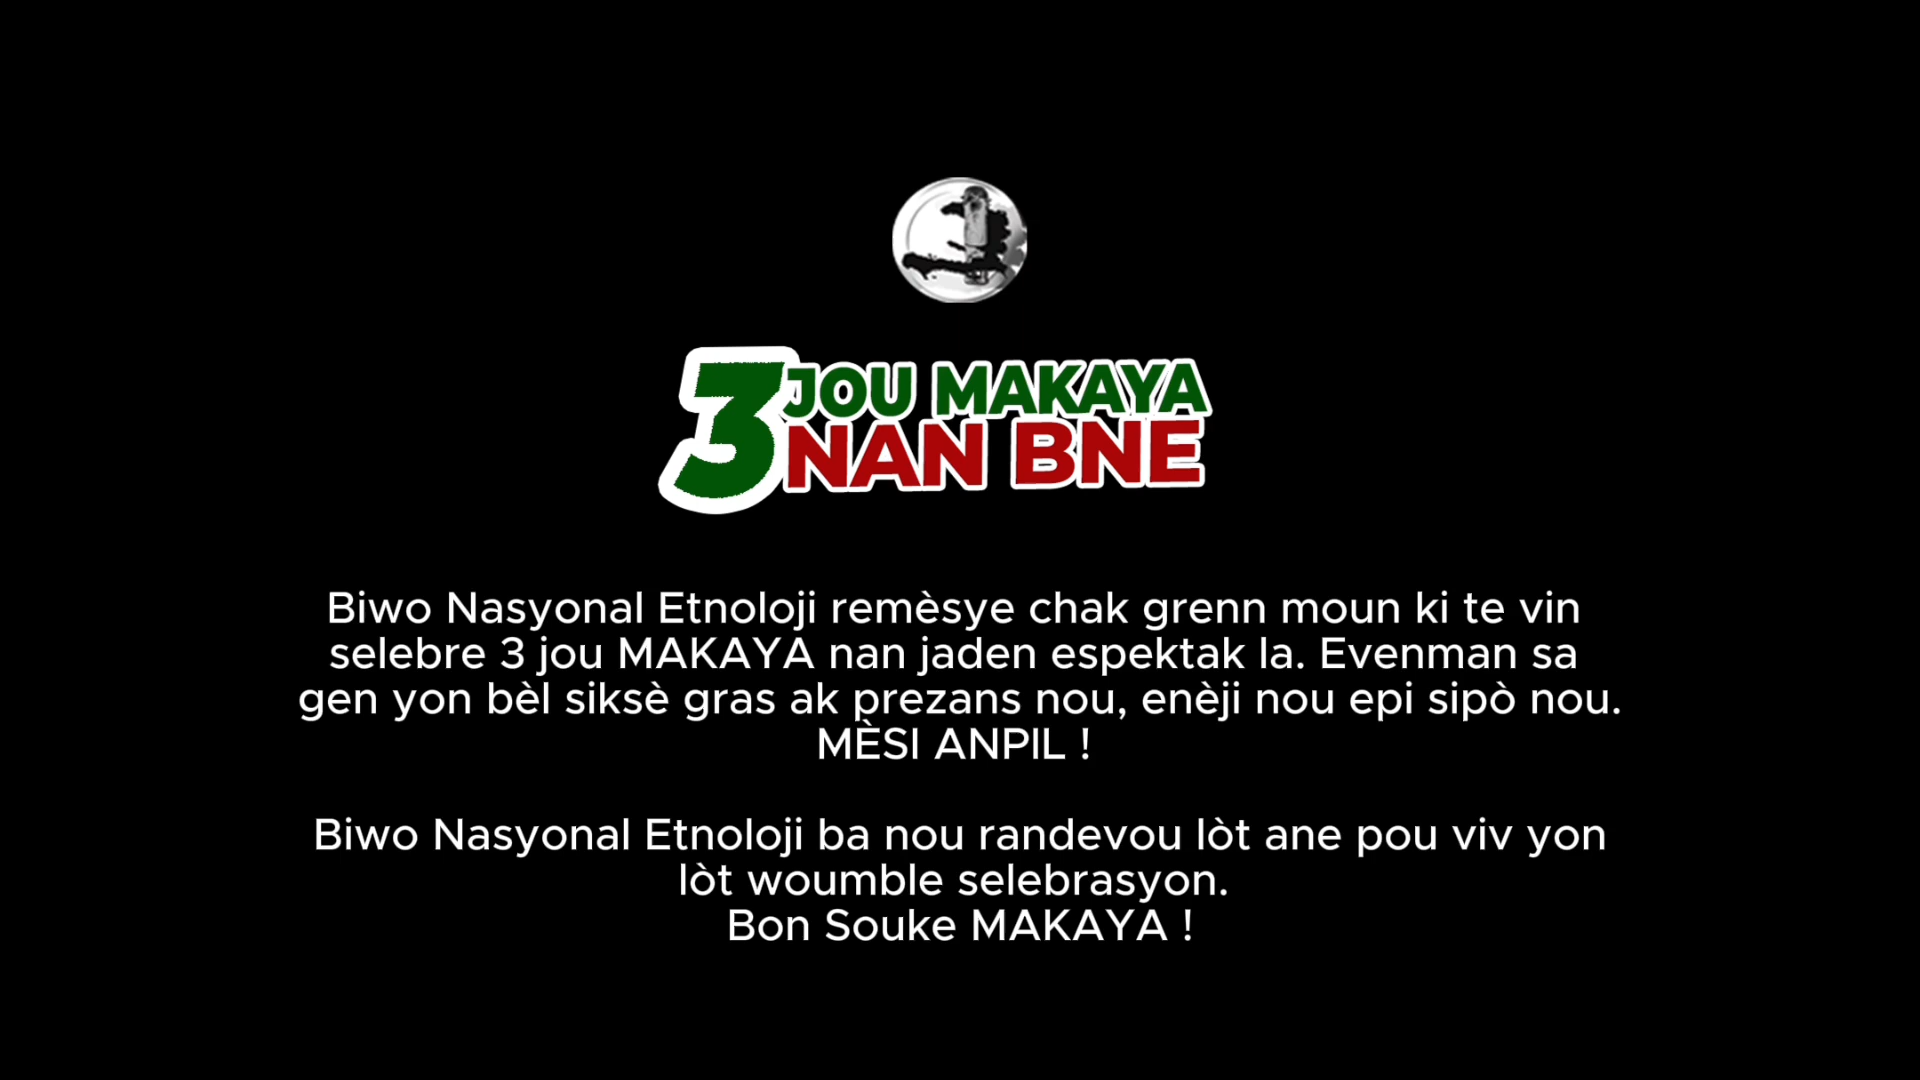 3 JOU MAKAYA
NAN BNE
Biwo Nasyonal Etnoloji remèsye chak grenn moun ki te vin
selebre 3 jou MAKAYA nan jaden espektak la. Evenman sa
gen yon bèl siksè gras ak prezans nou, enèji nou epi sipò nou.
MÈSI ANPIL !
Biwo Nasyonal Etnoloji ba nou randevou lòt ane pou viv yon
lòt woumble selebrasyon.
Bon Souke MAKAYA !